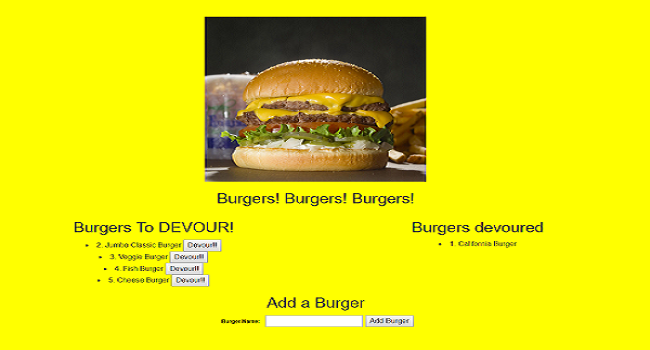 Burgers! Burgers! Burgers!
Burgers To DEVOUR!
2. Jumbo Classic Burger Devour!!!
3. Veggie Burger Devour!!!
4. Fish Burger Devour!!!
5. Cheese Burger Devour!!!
Burgers devoured
1. California Burger
Add a Burger
Burger Name: Add Burger